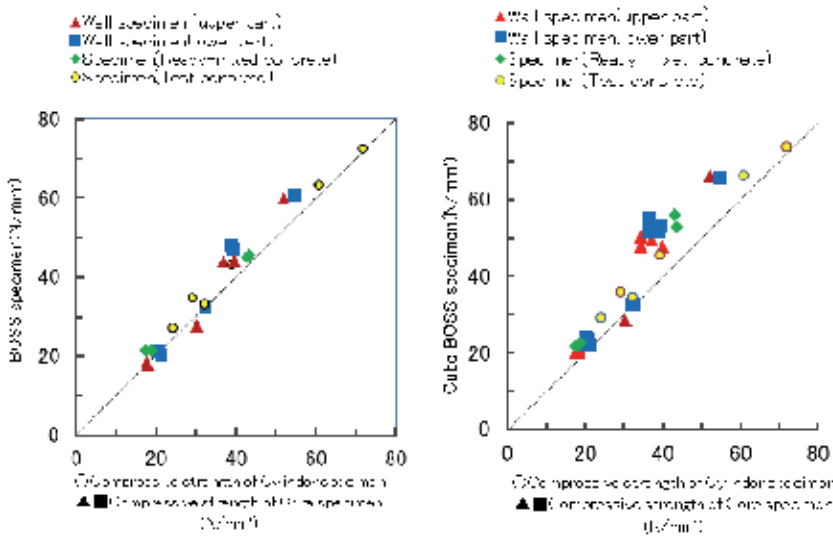 Wall specimen(upper part)
Wall specimen(lower part)
Specimen(Ready-mixed concrete)
Specimen(Test concrete)
80
60
40
20
0
BOSS specimen(N/mm²)
0 20 40 60 80
Compressive strength of Cylinder specimen
▲■Compressive strength of Core specimen
(N/mm²)
Wall specimen(upper part)
Wall specimen(lower part)
Specimen(Ready-mixed concrete)
Specimen(Test concrete)
80
60
40
20
0
Cube BOSS specimen(N/mm²)
0 20 40 60 80
Compressive strength of Cylinder specimen
▲■Compressive strength of Core specimen
(N/mm²)